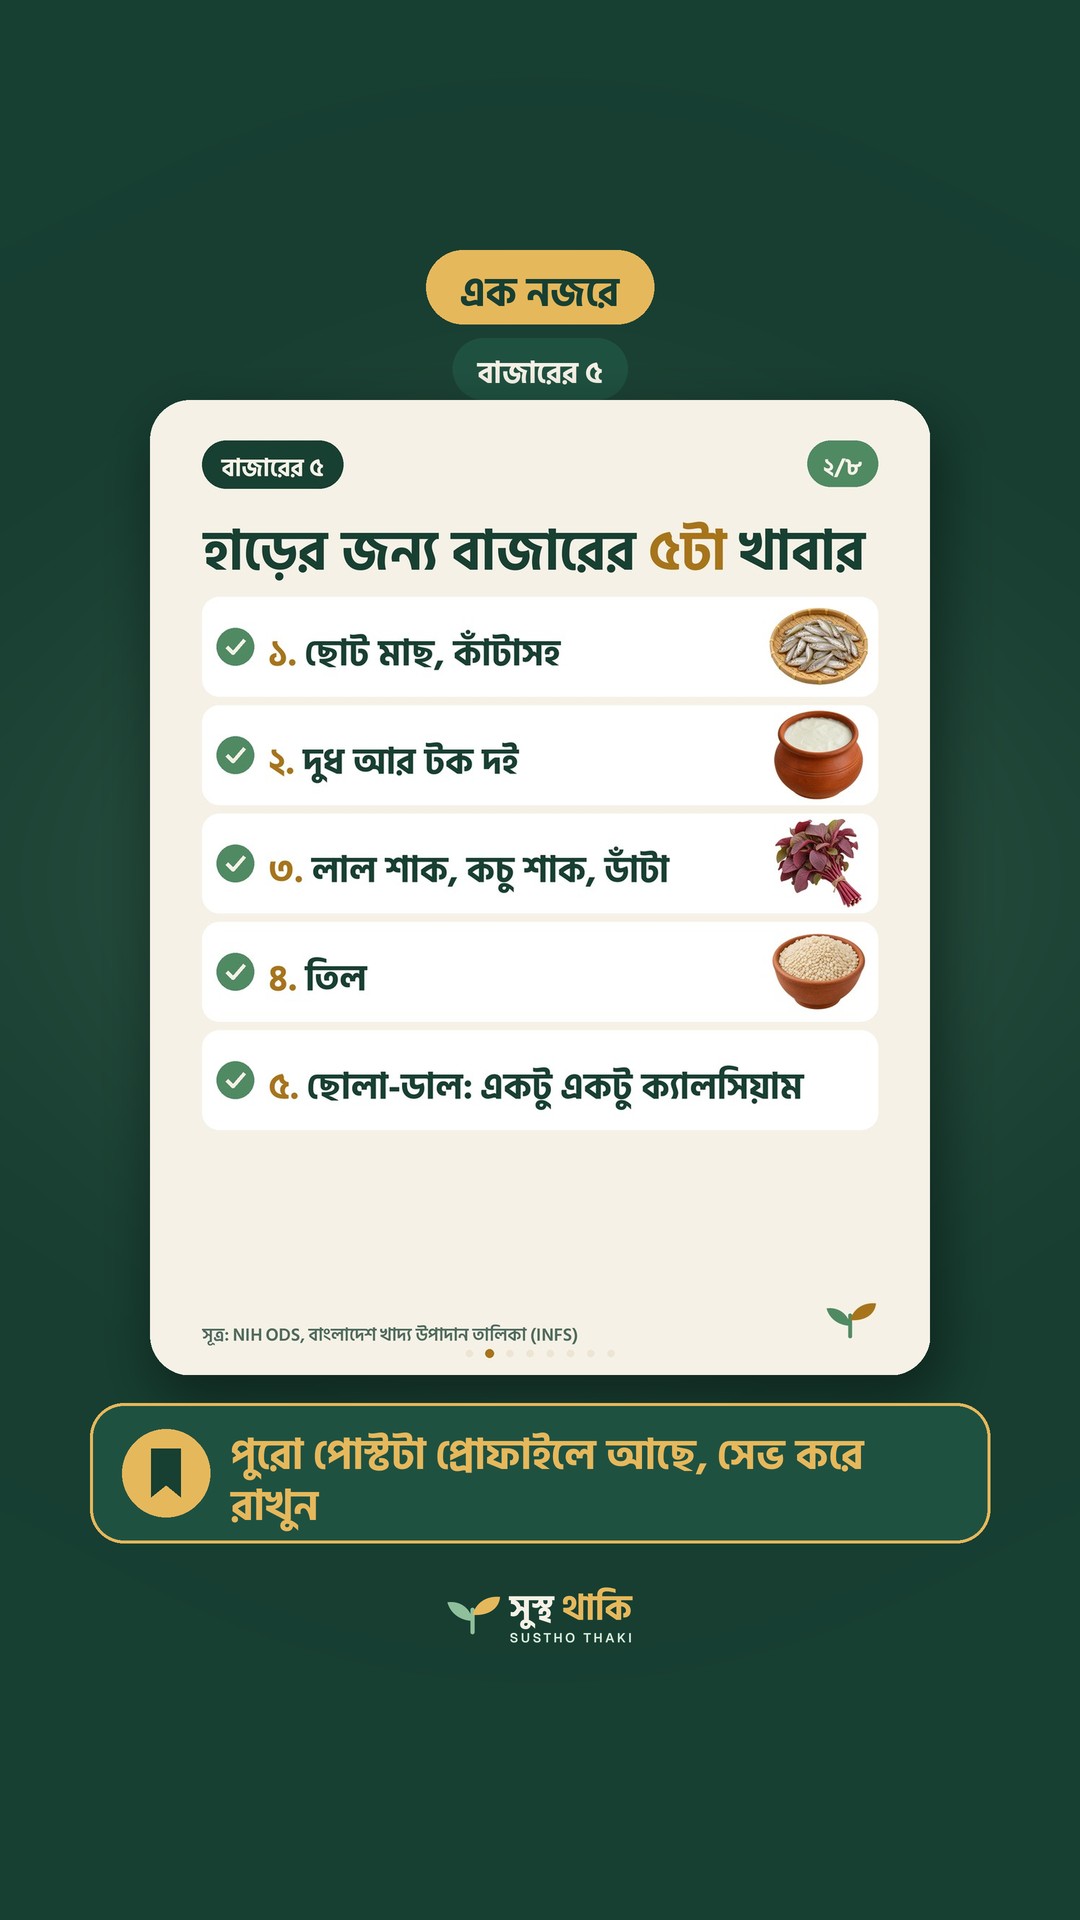 এক নজরে
বাজারের ৫
বাজারের ৫
২/৮
হাড়ের জন্য বাজারের ৫টা খাবার
১. ছোট মাছ, কাঁটাসহ
২. দুধ আর টক দই
৩. লাল শাক, কচু শাক, ডাঁটা
৪. তিল
৫. ছোলা-ডাল: একটু একটু ক্যালসিয়াম
সূত্র: NIH ODS, বাংলাদেশ খাদ্য উপাদান তালিকা (INFS)
পুরো পোস্টটা প্রোফাইলে আছে, সেভ করে
রাখুন
সুস্থ থাকি
SUSTHO THAKI